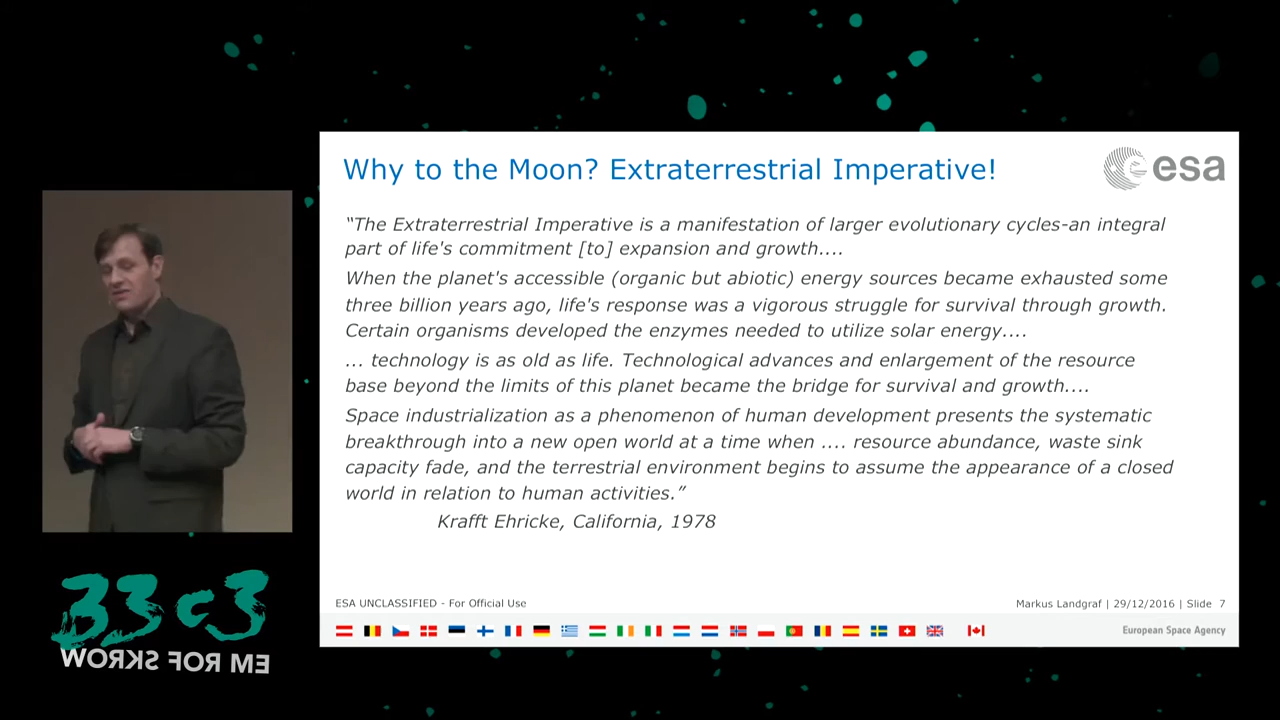 Why to the Moon? Extraterrestrial Imperative!
esa
“The Extraterrestrial Imperative is a manifestation of larger evolutionary cycles-an integral
part of life's commitment [to] expansion and growth....
When the planet's accessible (organic but abiotic) energy sources became exhausted some
three billion years ago, life's response was a vigorous struggle for survival through growth.
Certain organisms developed the enzymes needed to utilize solar energy....
... technology is as old as life. Technological advances and enlargement of the resource
base beyond the limits of this planet became the bridge for survival and growth....
Space industrialization as a phenomenon of human development presents the systematic
breakthrough into a new open world at a time when .... resource abundance, waste sink
capacity fade, and the terrestrial environment begins to assume the appearance of a closed
world in relation to human activities.”
Krafft Ehricke, California, 1978
ESA UNCLASSIFIED - For Official Use
Markus Landgraf | 29/12/2016 | Slide 7
European Space Agency
33c3
WORKS FOR ME